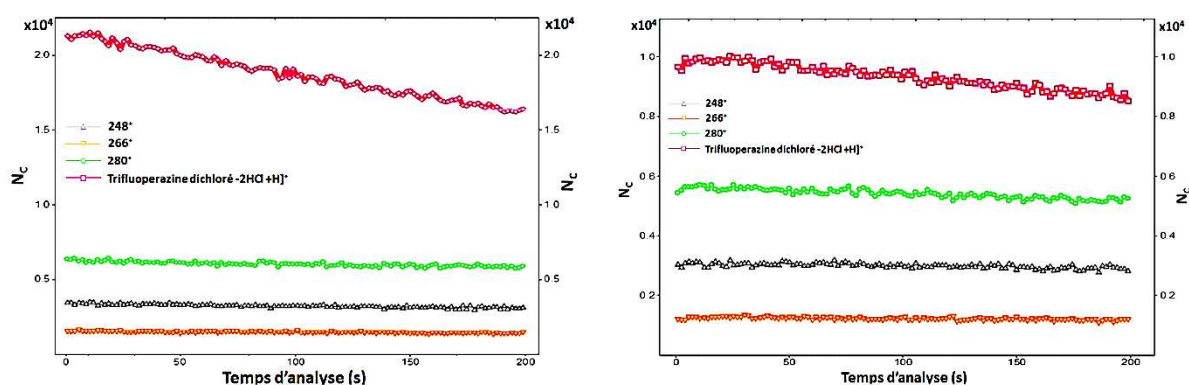 x10⁴
x10⁴
2.0
2.0
1.5
1.5
1.0
1.0
0.5
0.5
N_C
N_C
248⁺
266⁺
280⁺
Trifluoperazine dichloré -2HCl +H]⁺
0
50
100
150
200
Temps d'analyse (s)
x10⁴
x10⁴
1.0
1.0
0.8
0.8
0.6
0.6
0.4
0.4
0.2
0.2
N_C
N_C
248⁺
266⁺
280⁺
Trifluoperazine dichloré -2HCl +H]⁺
0
50
100
150
200
Temps d'analyse (s)